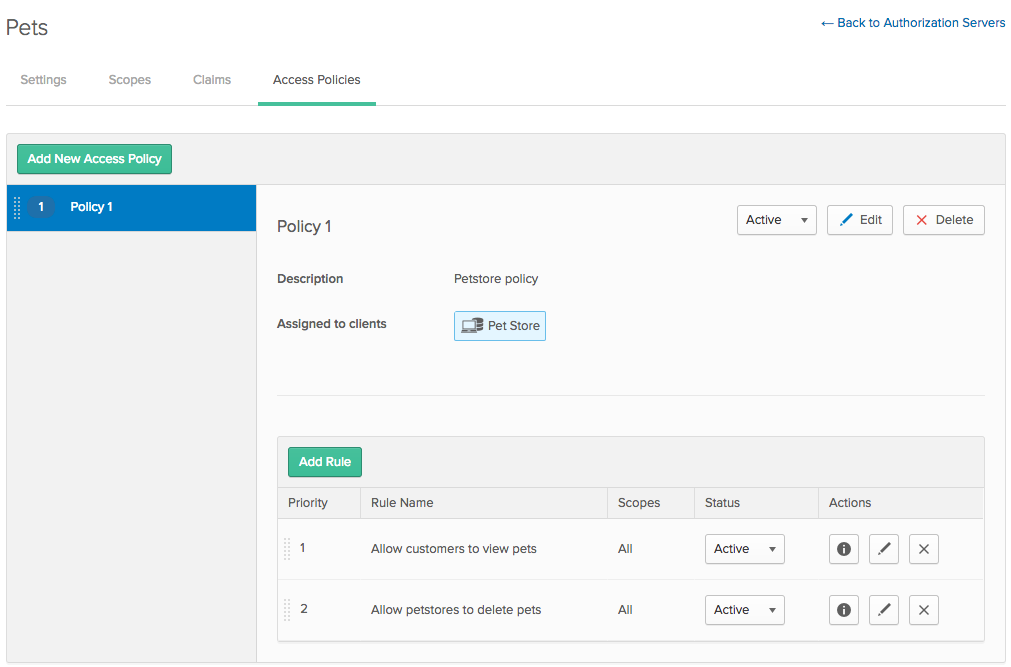 Pets
← Back to Authorization Servers
Settings Scopes Claims Access Policies
Add New Access Policy
1 Policy 1
Policy 1
Active Edit Delete
Description Petstore policy
Assigned to clients Pet Store
Add Rule
Priority Rule Name Scopes Status Actions
1 Allow customers to view pets All Active
2 Allow petstores to delete pets All Active